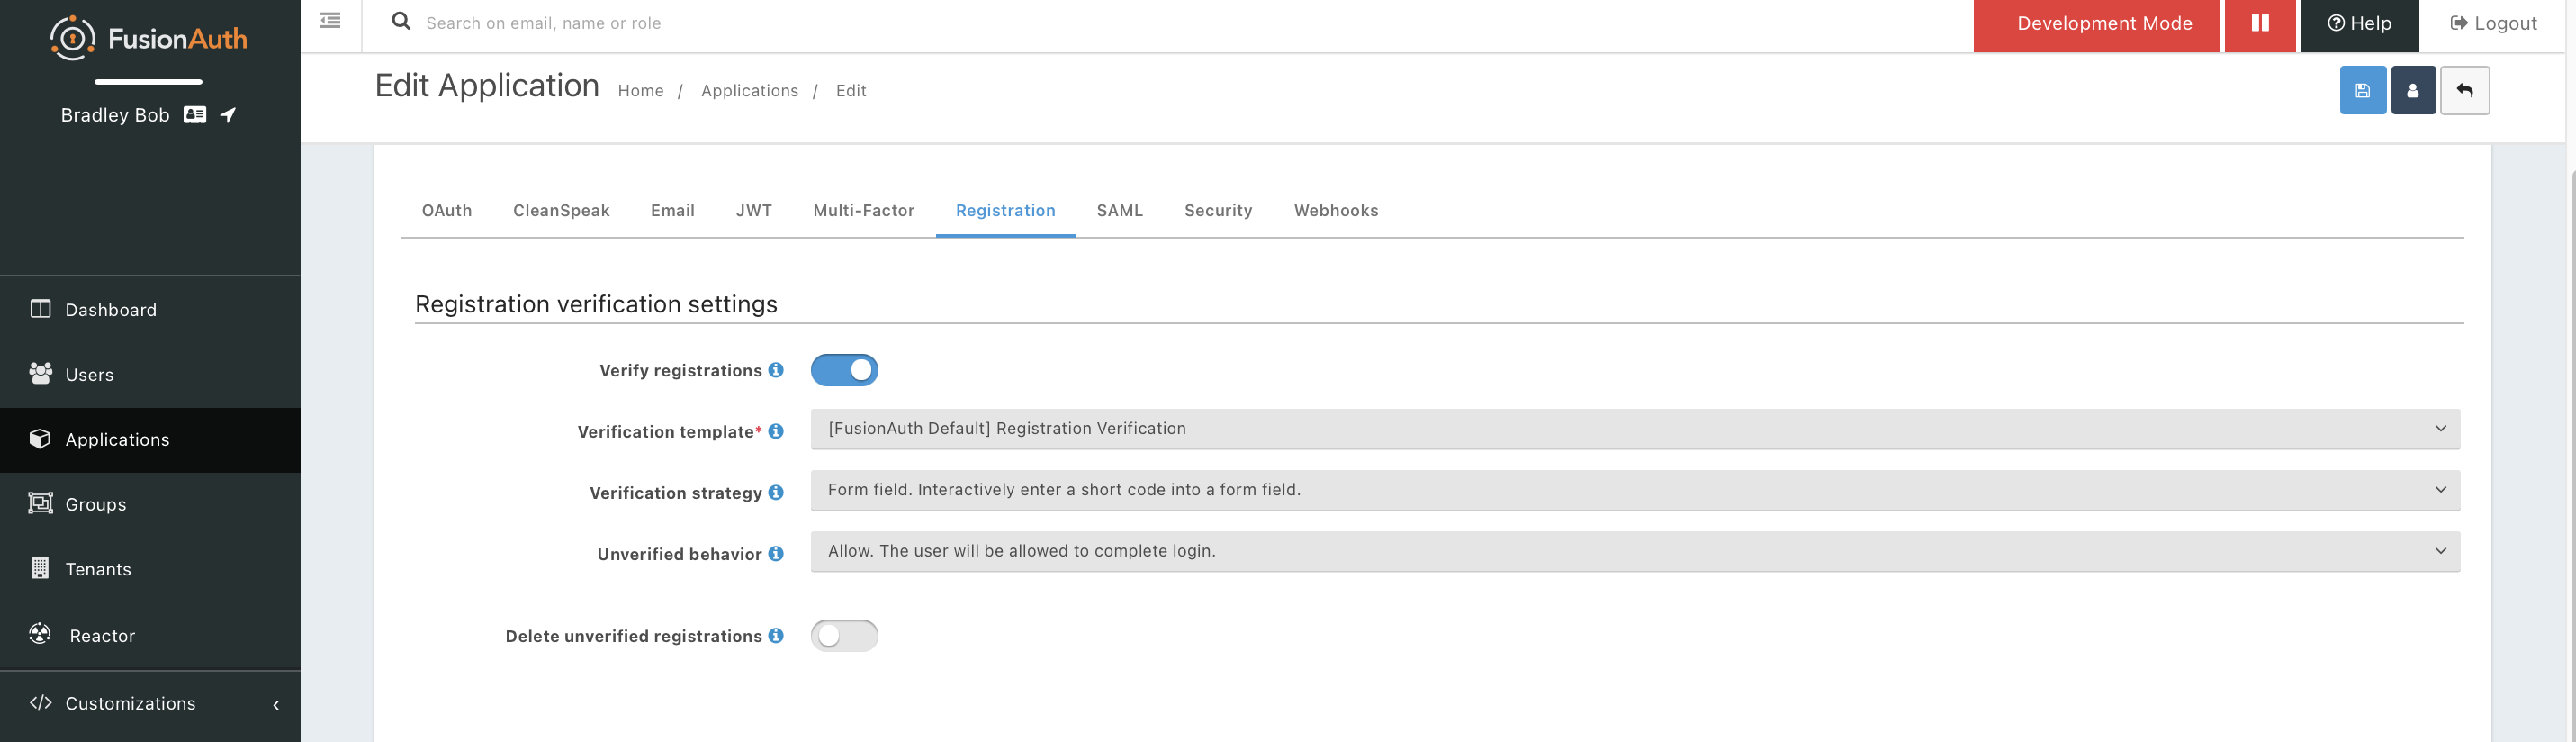 FusionAuth
Bradley Bob
Dashboard
Users
Applications
Groups
Tenants
Reactor
Customizations
Search on email, name or role
Development Mode
Help
Logout
Edit Application Home / Applications / Edit
OAuth CleanSpeak Email JWT Multi-Factor Registration SAML Security Webhooks
Registration verification settings
Verify registrations
Verification template* [FusionAuth Default] Registration Verification
Verification strategy Form field. Interactively enter a short code into a form field.
Unverified behavior Allow. The user will be allowed to complete login.
Delete unverified registrations